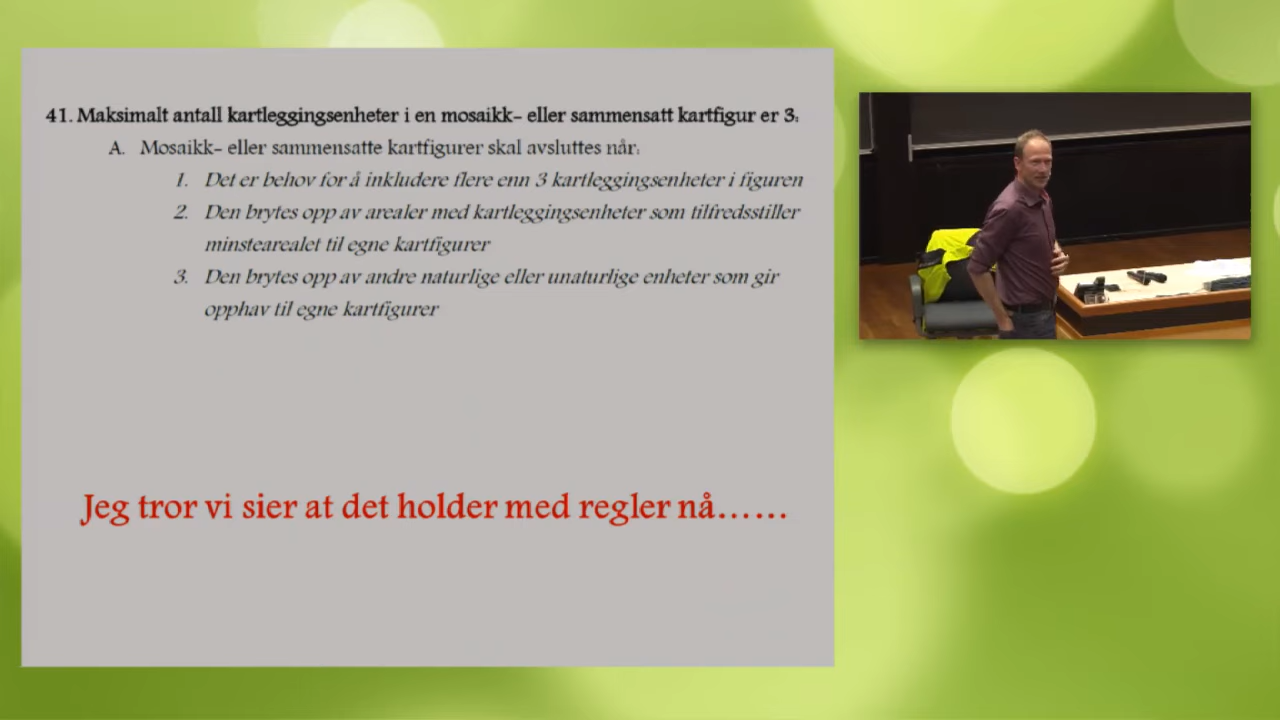 41. Maksimalt antall kartleggingsenheter i en mosaikk- eller sammensatt kartfigur er 3:
A. Mosaikk- eller sammensatte kartfigurer skal avsluttes når:
1. Det er behov for å inkludere flere enn 3 kartleggingsenheter i figuren
2. Den brytes opp av arealer med kartleggingsenheter som tilfredsstiller
minstearealet til egne kartfigurer
3. Den brytes opp av andre naturlige eller unaturlige enheter som gir
opphav til egne kartfigurer
Jeg tror vi sier at det holder med regler nå......